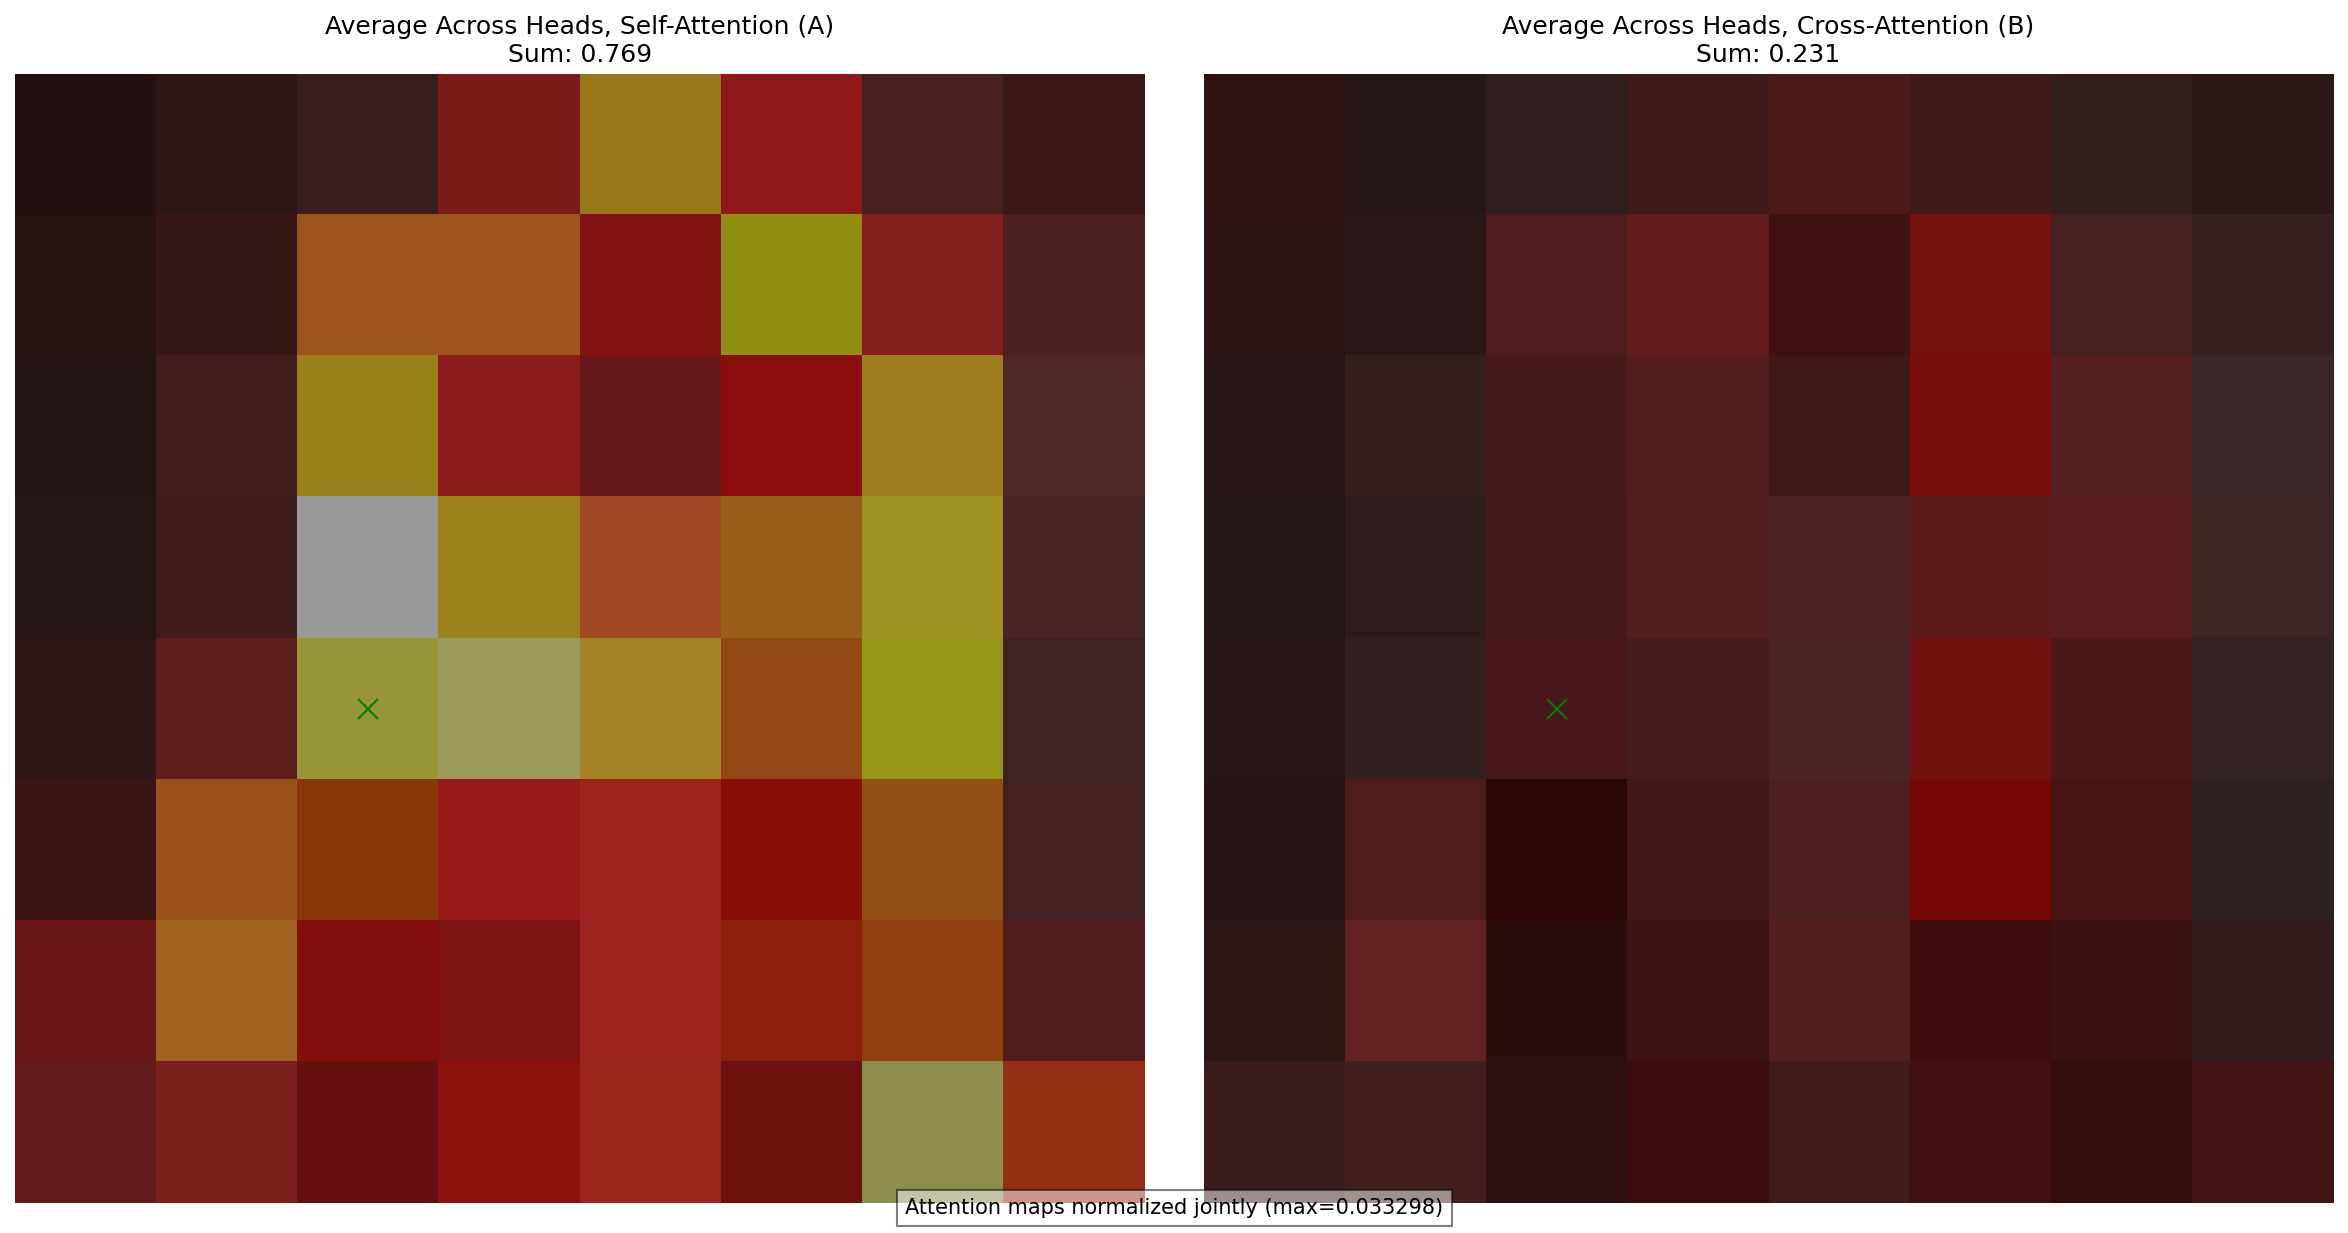 Average Across Heads, Self-Attention (A)
Sum: 0.769
Average Across Heads, Cross-Attention (B)
Sum: 0.231
Attention maps normalized jointly (max=0.033298)